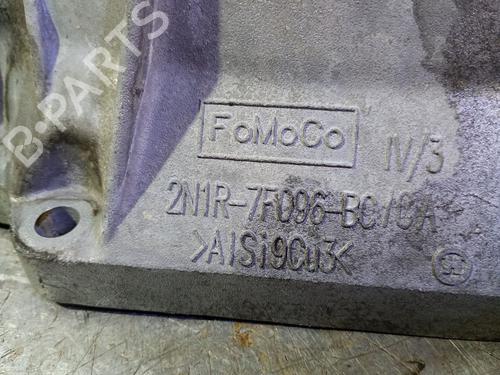 B-PARTS
FoMoCo
IV/3
2N1R-7F096-BC/CA
>AlSi9Cu3<